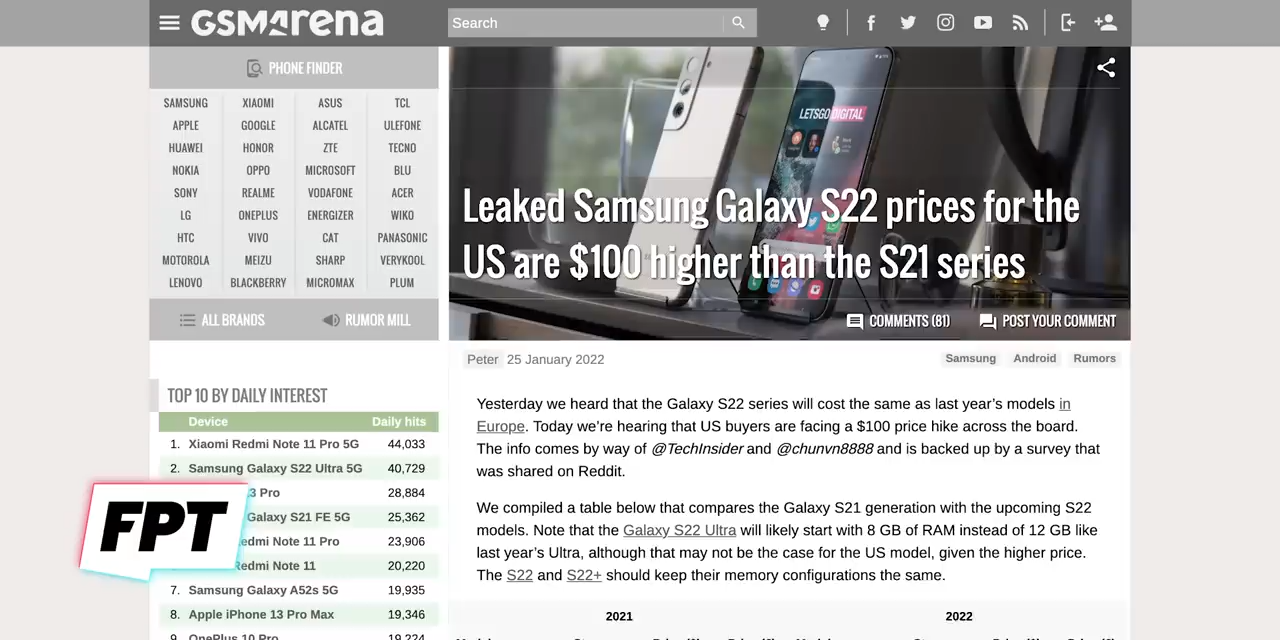 GSMArena
Search
PHONE FINDER
SAMSUNG XIAOMI ASUS TCL
APPLE GOOGLE ALCATEL ULEFONE
HUAWEI HONOR ZTE TECNO
NOKIA OPPO MICROSOFT BLU
SONY REALME VODAFONE ACER
LG ONEPLUS ENERGIZER WIKO
HTC VIVO CAT PANASONIC
MOTOROLA MEIZU SHARP VERYKOOL
LENOVO BLACKBERRY MICROMAX PLUM
ALL BRANDS RUMOR MILL
LETSGODIGITAL
Leaked Samsung Galaxy S22 prices for the
US are $100 higher than the S21 series
COMMENTS (81) POST YOUR COMMENT
Peter 25 January 2022
Samsung Android Rumors
Yesterday we heard that the Galaxy S22 series will cost the same as last year’s models in
Europe. Today we’re hearing that US buyers are facing a $100 price hike across the board.
The info comes by way of @TechInsider and @chunvn8888 and is backed up by a survey that
was shared on Reddit.
We compiled a table below that compares the Galaxy S21 generation with the upcoming S22
models. Note that the Galaxy S22 Ultra will likely start with 8 GB of RAM instead of 12 GB like
last year’s Ultra, although that may not be the case for the US model, given the higher price.
The S22 and S22+ should keep their memory configurations the same.
2021 2022
TOP 10 BY DAILY INTEREST
Device Daily hits
1. Xiaomi Redmi Note 11 Pro 5G 44,033
2. Samsung Galaxy S22 Ultra 5G 40,729
3 Pro 28,884
Galaxy S21 FE 5G 25,362
edmi Note 11 Pro 23,906
edmi Note 11 20,220
7. Samsung Galaxy A52s 5G 19,935
8. Apple iPhone 13 Pro Max 19,346
9. OnePlus 10 Pro 19,224
FPT